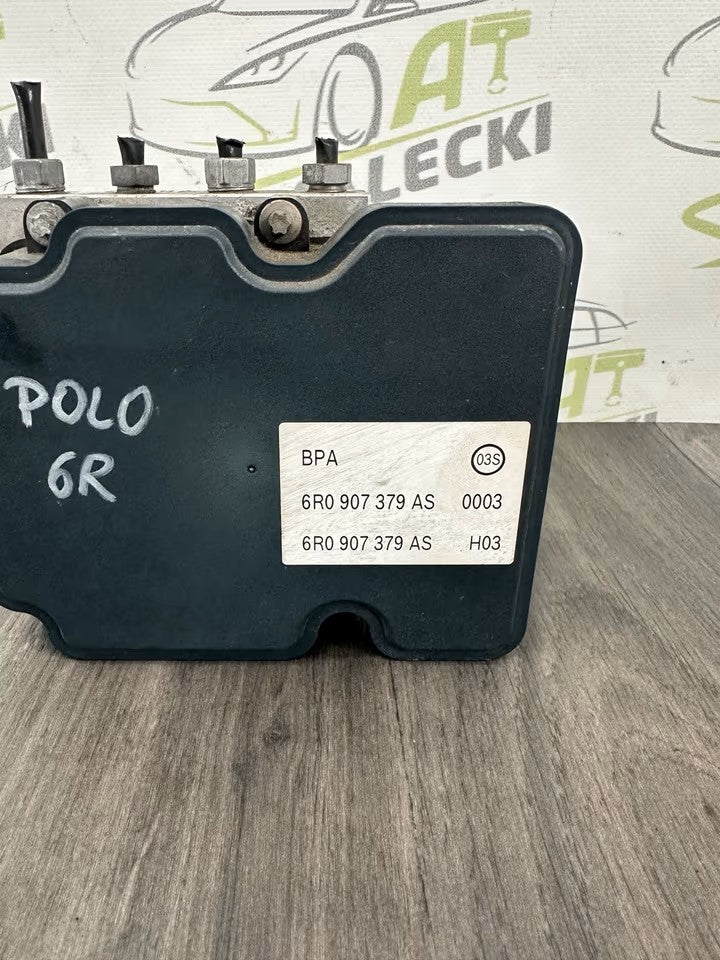 AT
LECKI
POLO
6R
BPA 03S
6R0 907 379 AS 0003
6R0 907 379 AS H03